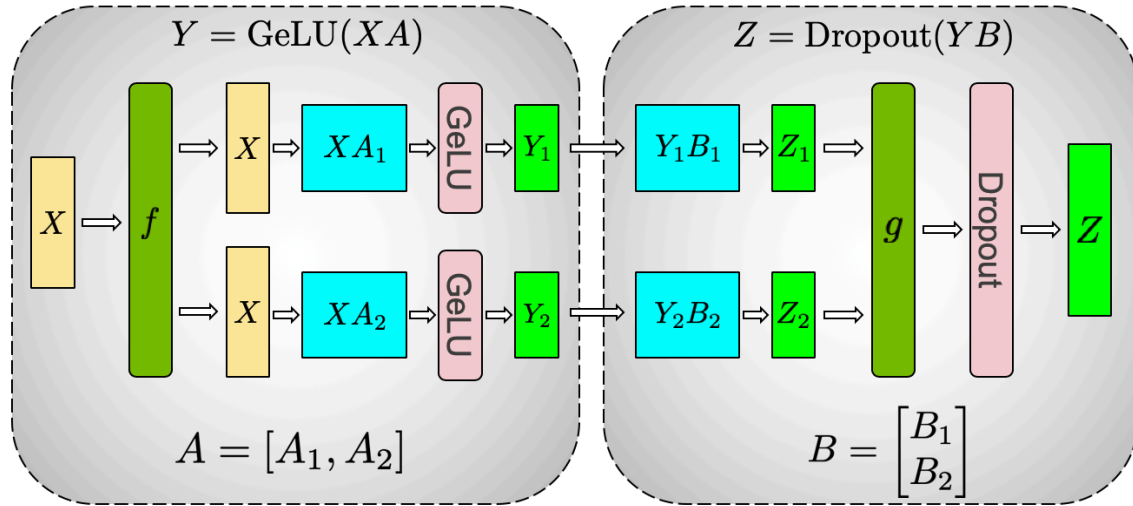 Y = GeLU(XA)
X
f
X
XA₁
GeLU
Y₁
X
XA₂
GeLU
Y₂
A = [A₁, A₂]
Z = Dropout(YB)
Y₁B₁
Z₁
Y₂B₂
Z₂
g
Dropout
Z
B = [B₁
B₂]